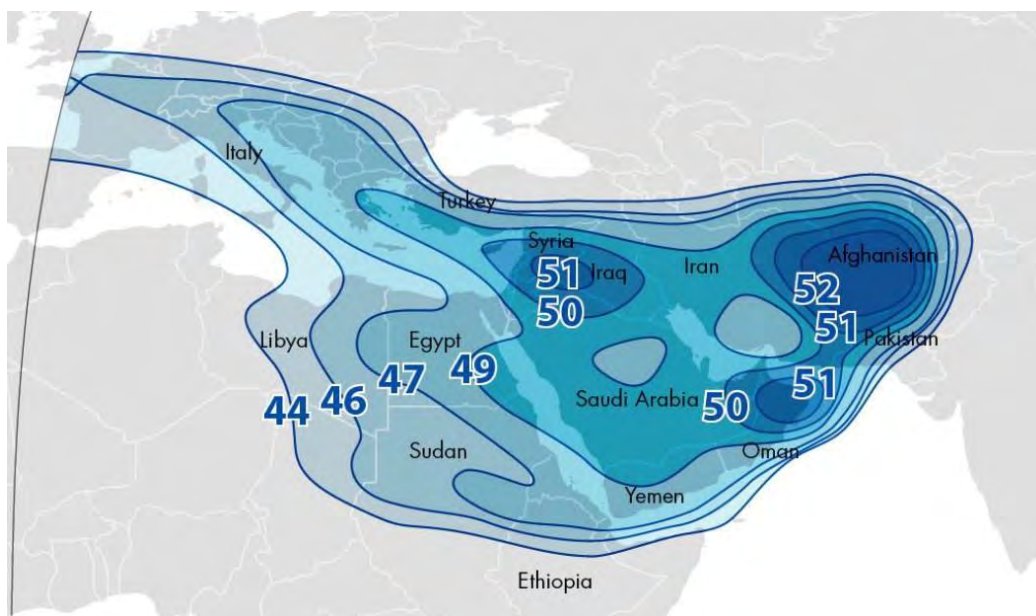 Italy
Turkey
Syria
Afghanistan
51
Iraq
Iran
52
50
51
Pakistan
Libya
Egypt
49
47
51
46
44
Saudi Arabia
50
Sudan
Oman
Yemen
Ethiopia